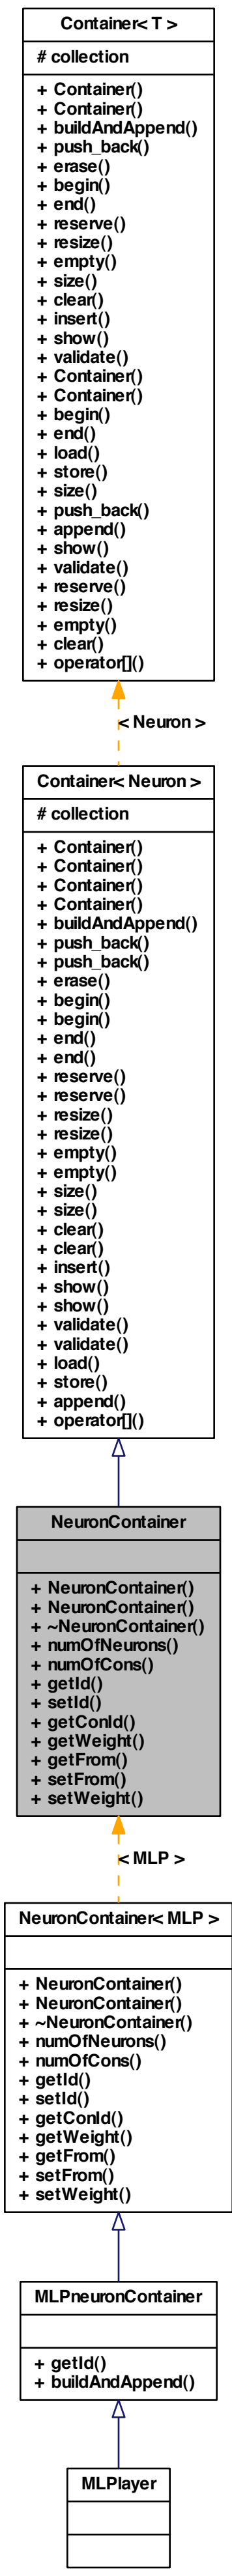 Container< T >
# collection
+ Container()
+ Container()
+ buildAndAppend()
+ push_back()
+ erase()
+ begin()
+ end()
+ reserve()
+ resize()
+ empty()
+ size()
+ clear()
+ insert()
+ show()
+ validate()
+ Container()
+ Container()
+ begin()
+ end()
+ load()
+ store()
+ size()
+ push_back()
+ append()
+ show()
+ validate()
+ reserve()
+ resize()
+ empty()
+ clear()
+ operator[]()
< Neuron >
Container< Neuron >
# collection
+ Container()
+ Container()
+ Container()
+ Container()
+ buildAndAppend()
+ push_back()
+ push_back()
+ erase()
+ begin()
+ begin()
+ end()
+ end()
+ reserve()
+ reserve()
+ resize()
+ resize()
+ empty()
+ empty()
+ size()
+ size()
+ clear()
+ clear()
+ insert()
+ show()
+ show()
+ validate()
+ validate()
+ load()
+ store()
+ append()
+ operator[]()
NeuronContainer
+ NeuronContainer()
+ NeuronContainer()
+ ~NeuronContainer()
+ numOfNeurons()
+ numOfCons()
+ getId()
+ setId()
+ getConId()
+ getWeight()
+ getFrom()
+ setFrom()
+ setWeight()
< MLP >
NeuronContainer< MLP >
+ NeuronContainer()
+ NeuronContainer()
+ ~NeuronContainer()
+ numOfNeurons()
+ numOfCons()
+ getId()
+ setId()
+ getConId()
+ getWeight()
+ getFrom()
+ setFrom()
+ setWeight()
MLPneuronContainer
+ getId()
+ buildAndAppend()
MLPlayer